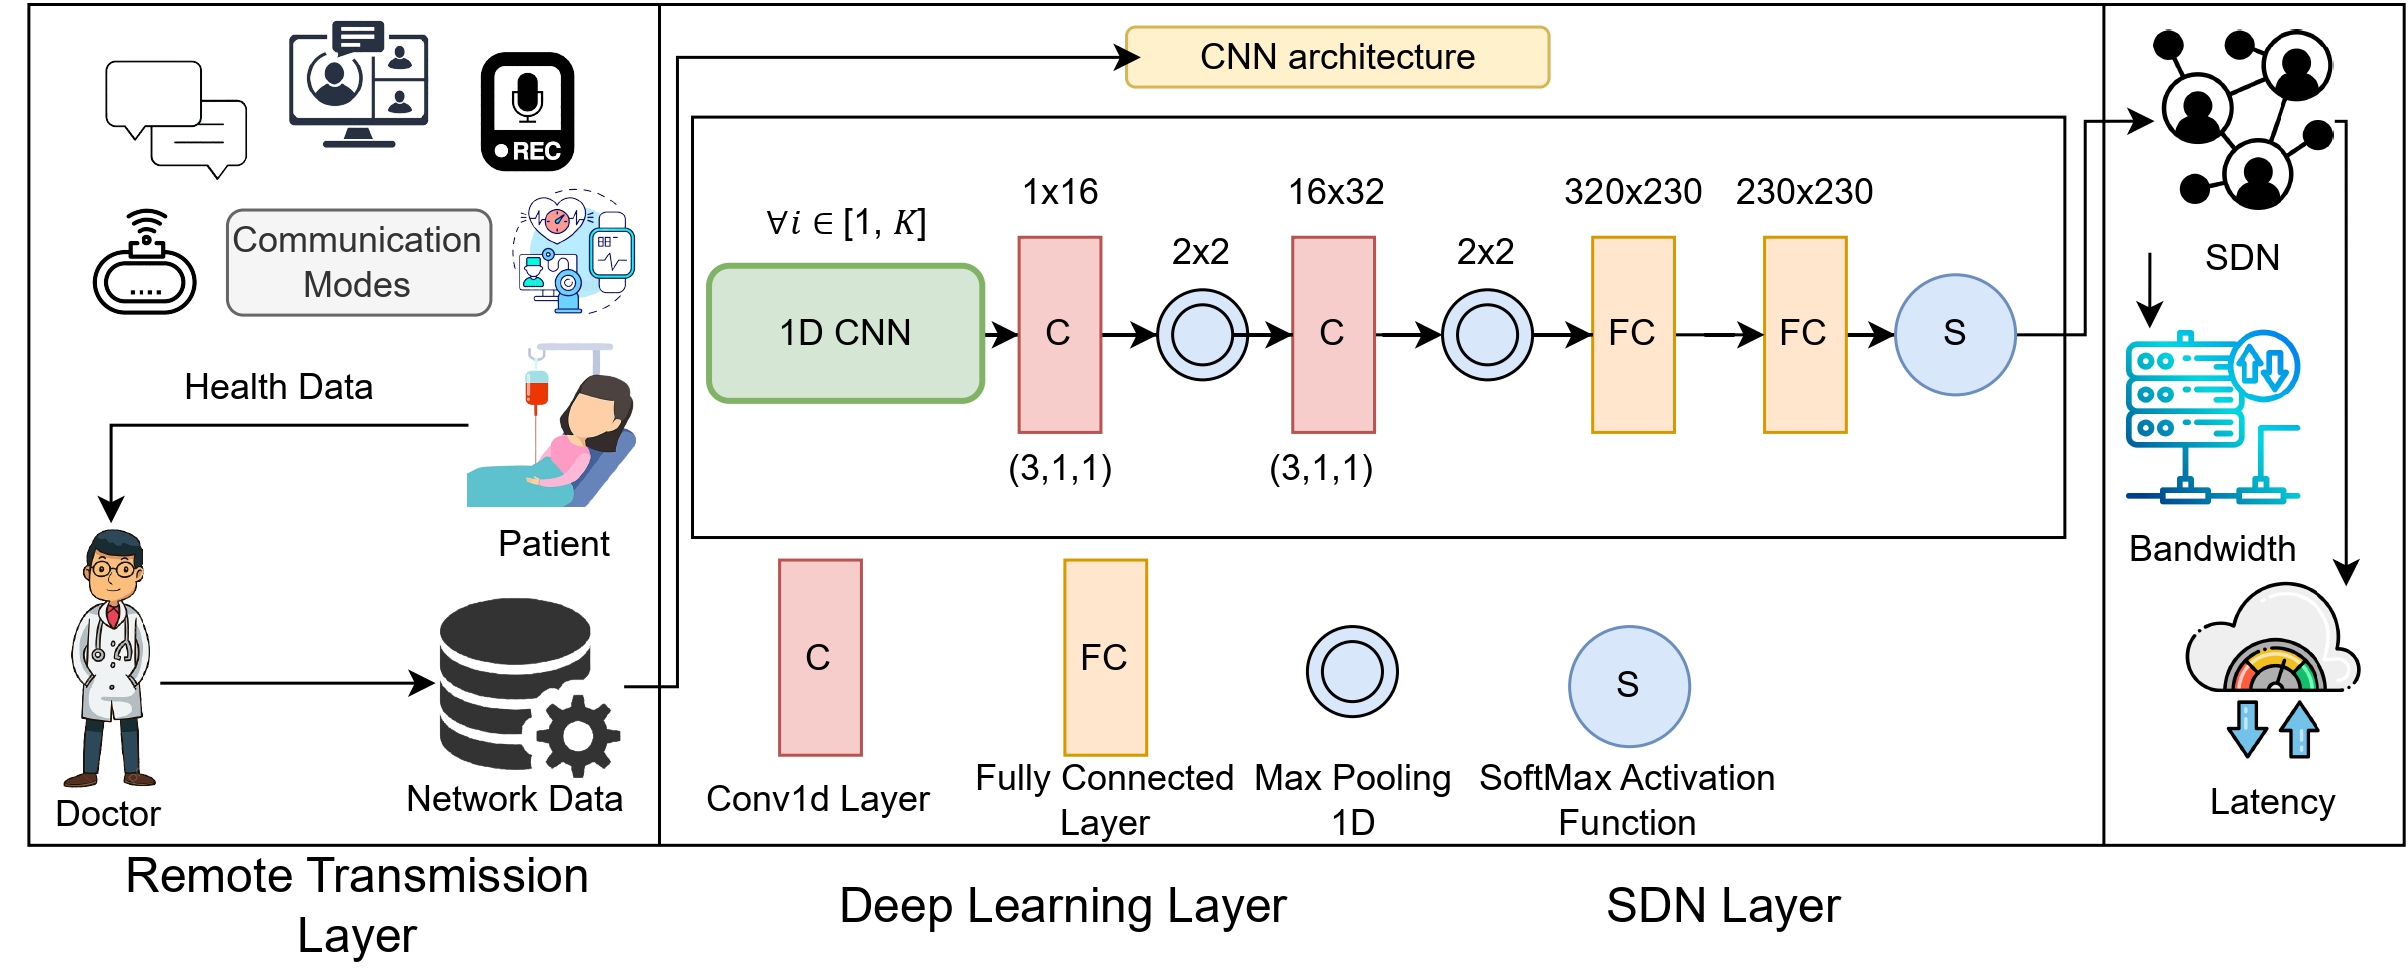 REC
Communication
Modes
Health Data
Patient
Doctor
Network Data
Remote Transmission
Layer
CNN architecture
∀i ∈ [1, K]
1D CNN
1x16
C
(3,1,1)
2x2
16x32
C
(3,1,1)
2x2
320x230
FC
230x230
FC
S
C
Conv1d Layer
FC
Fully Connected
Layer
Max Pooling
1D
S
SoftMax Activation
Function
Deep Learning Layer
SDN
Bandwidth
Latency
SDN Layer